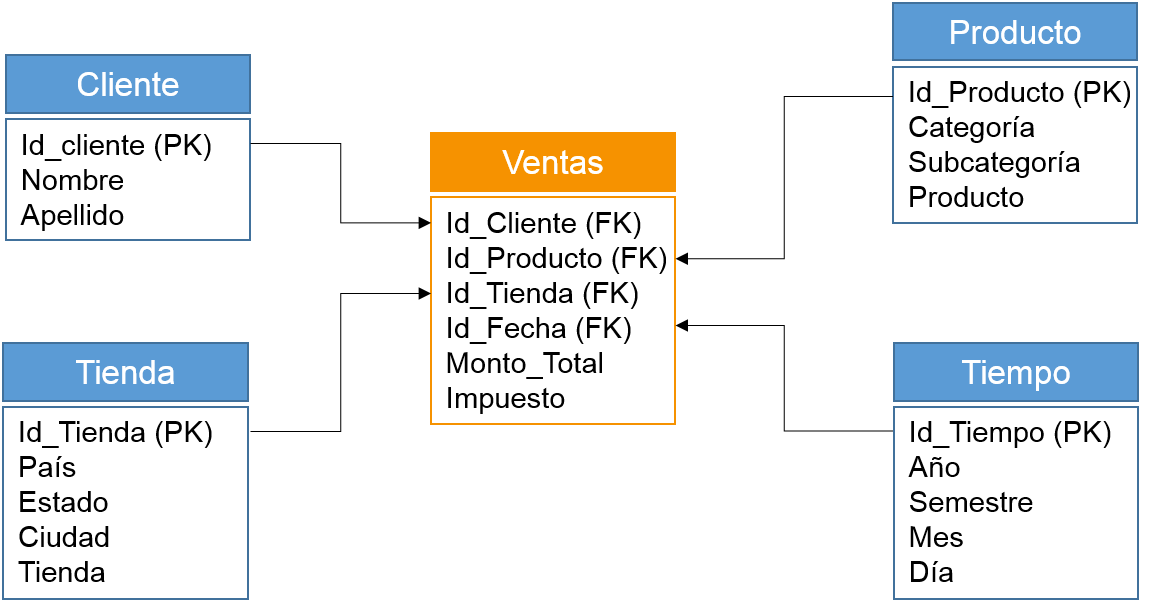 Cliente
Id_cliente (PK)
Nombre
Apellido
Tienda
Id_Tienda (PK)
País
Estado
Ciudad
Tienda
Ventas
Id_Cliente (FK)
Id_Producto (FK)
Id_Tienda (FK)
Id_Fecha (FK)
Monto_Total
Impuesto
Producto
Id_Producto (PK)
Categoría
Subcategoría
Producto
Tiempo
Id_Tiempo (PK)
Año
Semestre
Mes
Día